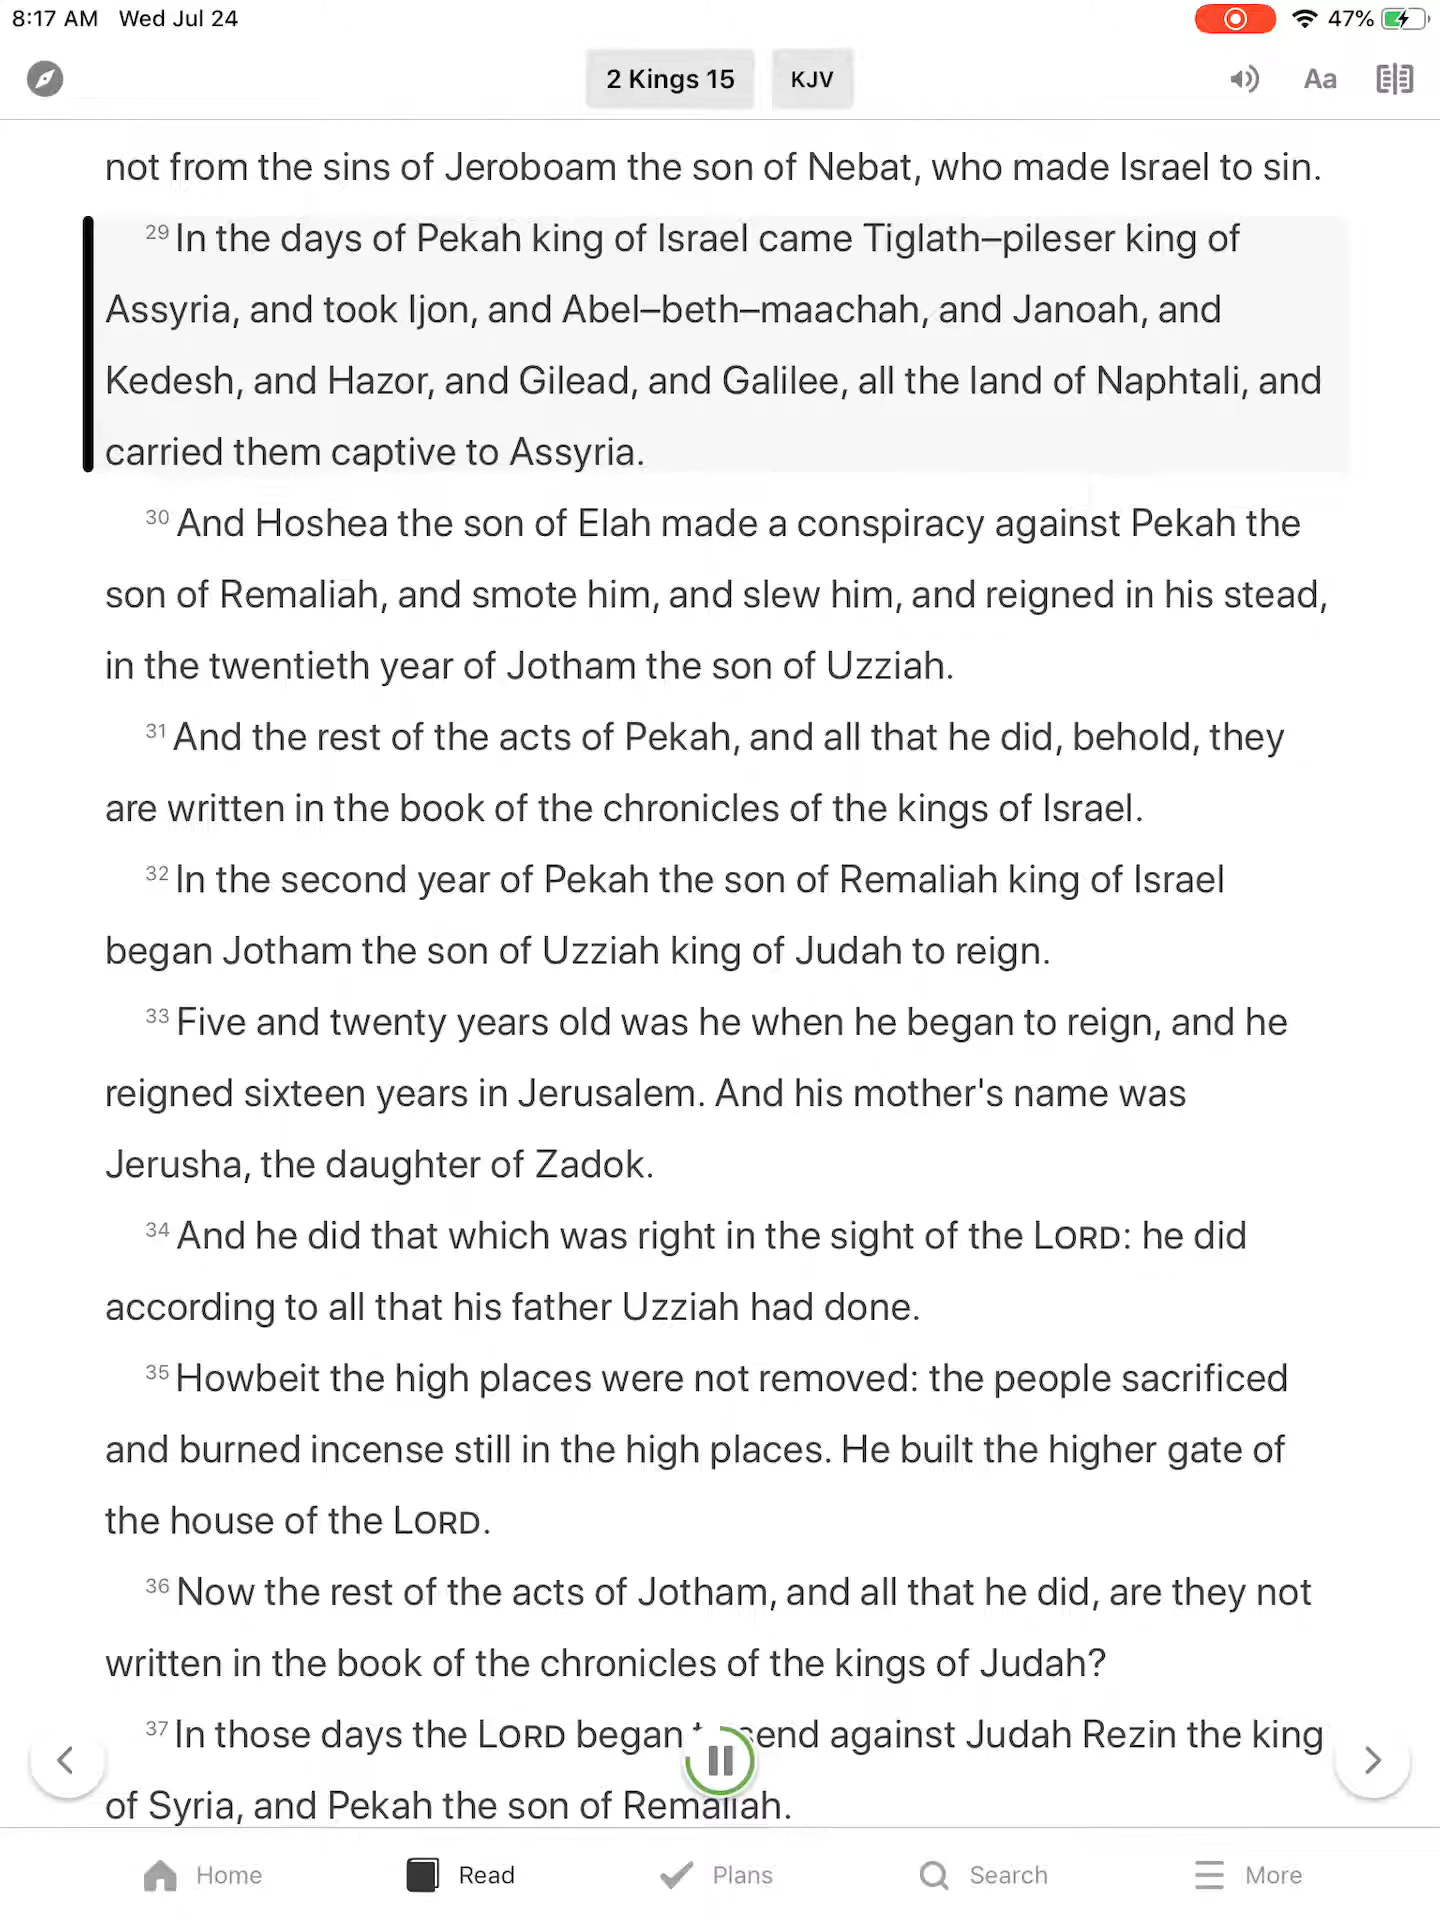 8:17 AM Wed Jul 24 47%
2 Kings 15 KJV Aa
not from the sins of Jeroboam the son of Nebat, who made Israel to sin.
29 In the days of Pekah king of Israel came Tiglath–pileser king of
Assyria, and took Ijon, and Abel–beth–maachah, and Janoah, and
Kedesh, and Hazor, and Gilead, and Galilee, all the land of Naphtali, and
carried them captive to Assyria.
30 And Hoshea the son of Elah made a conspiracy against Pekah the
son of Remaliah, and smote him, and slew him, and reigned in his stead,
in the twentieth year of Jotham the son of Uzziah.
31 And the rest of the acts of Pekah, and all that he did, behold, they
are written in the book of the chronicles of the kings of Israel.
32 In the second year of Pekah the son of Remaliah king of Israel
began Jotham the son of Uzziah king of Judah to reign.
33 Five and twenty years old was he when he began to reign, and he
reigned sixteen years in Jerusalem. And his mother's name was
Jerusha, the daughter of Zadok.
34 And he did that which was right in the sight of the LORD: he did
according to all that his father Uzziah had done.
35 Howbeit the high places were not removed: the people sacrificed
and burned incense still in the high places. He built the higher gate of
the house of the LORD.
36 Now the rest of the acts of Jotham, and all that he did, are they not
written in the book of the chronicles of the kings of Judah?
37 In those days the LORD began send against Judah Rezin the king
of Syria, and Pekah the son of Remaliah.
Home Read Plans Search More